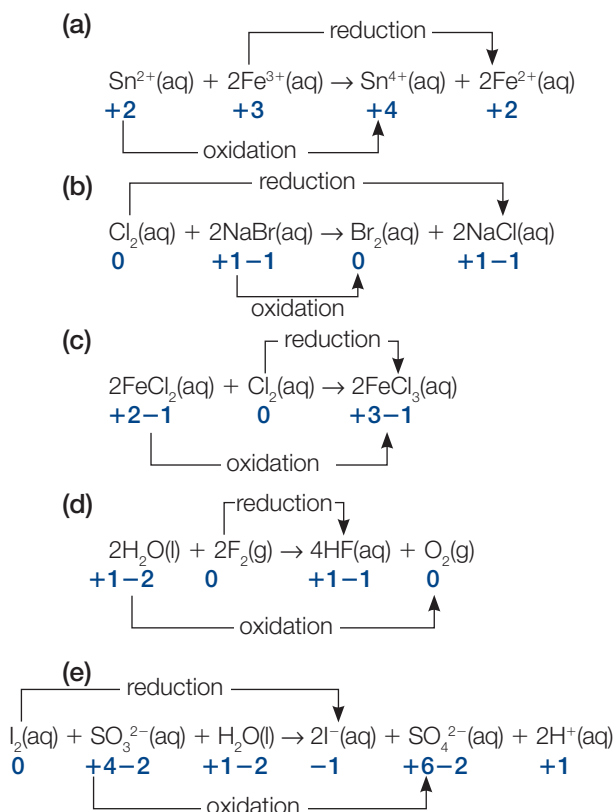 (a)
reduction
Sn²⁺(aq) + 2Fe³⁺(aq) → Sn⁴⁺(aq) + 2Fe²⁺(aq)
+2 +3 +4 +2
oxidation
(b)
reduction
Cl₂(aq) + 2NaBr(aq) → Br₂(aq) + 2NaCl(aq)
0 +1−1 0 +1−1
oxidation
(c)
reduction
2FeCl₂(aq) + Cl₂(aq) → 2FeCl₃(aq)
+2−1 0 +3−1
oxidation
(d)
reduction
2H₂O(l) + 2F₂(g) → 4HF(aq) + O₂(g)
+1−2 0 +1−1 0
oxidation
(e)
reduction
I₂(aq) + SO₃²⁻(aq) + H₂O(l) → 2I⁻(aq) + SO₄²⁻(aq) + 2H⁺(aq)
0 +4−2 +1−2 −1 +6−2 +1
oxidation